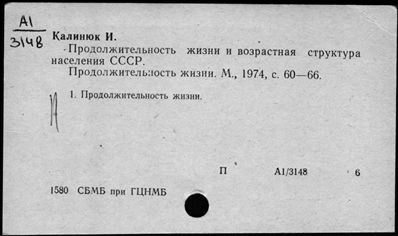 А1
3148
Калинюк И.
Продолжительность жизни и возрастная структура
населения СССР.
Продолжительность жизни. М., 1974, с. 60—66.
1. Продолжительность жизни.
П А1/3148 6
1580 СБМБ при ГЦНМБ